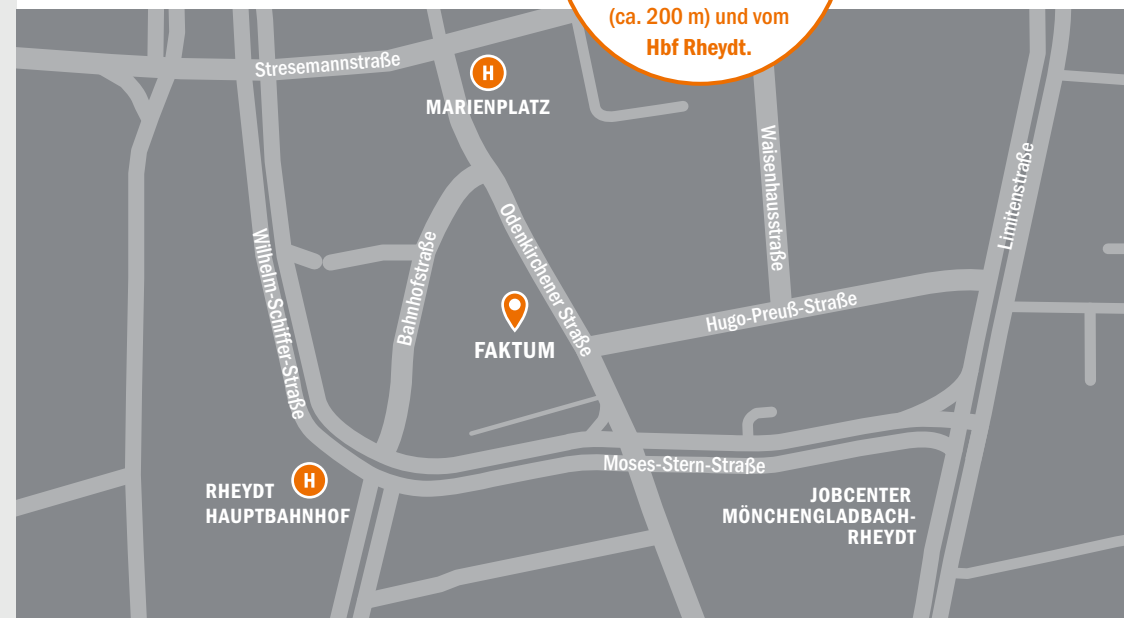 (ca. 200 m) und vom
Hbf Rheydt.
Stresemannstraße
H
MARIENPLATZ
Waisenhausstraße
Limitenstraße
Odenkirchener Straße
Wilhelm-Schiffer-Straße
Bahnhofstraße
Hugo-Preuß-Straße
FAKTUM
Moses-Stern-Straße
H
RHEYDT
HAUPTBAHNHOF
JOBCENTER
MÖNCHENGLADBACH-
RHEYDT